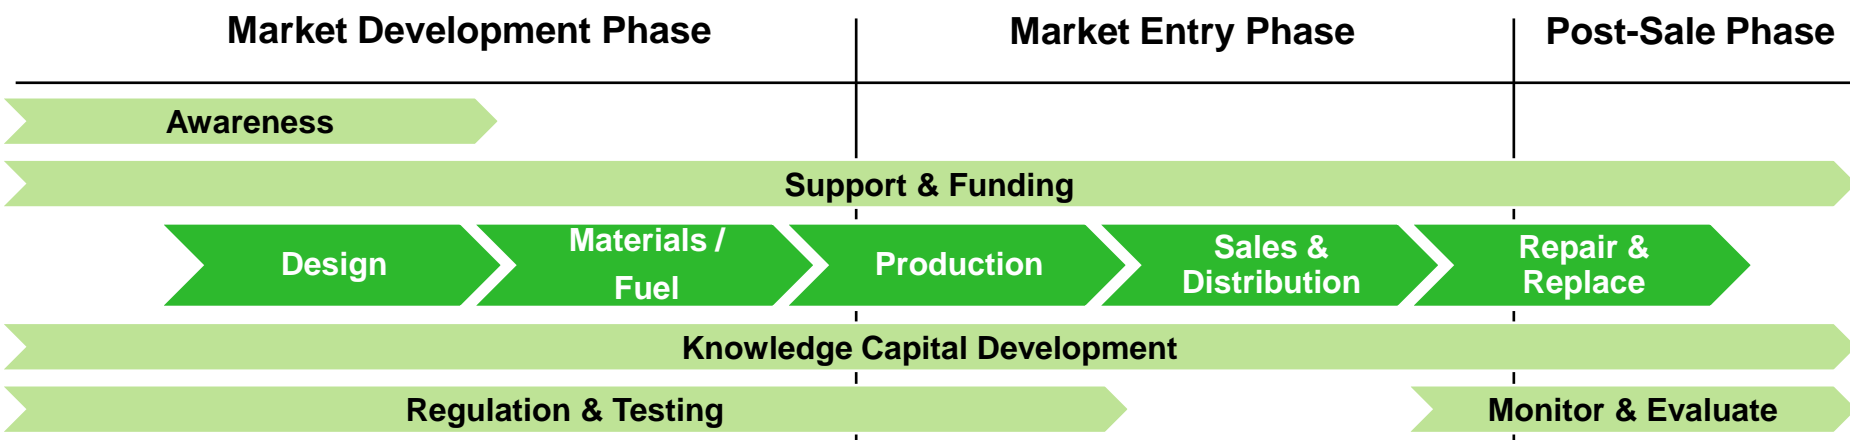 Market Development Phase
Market Entry Phase
Post-Sale Phase
Awareness
Support & Funding
Design
Materials /
Fuel
Production
Sales &
Distribution
Repair &
Replace
Knowledge Capital Development
Regulation & Testing
Monitor & Evaluate